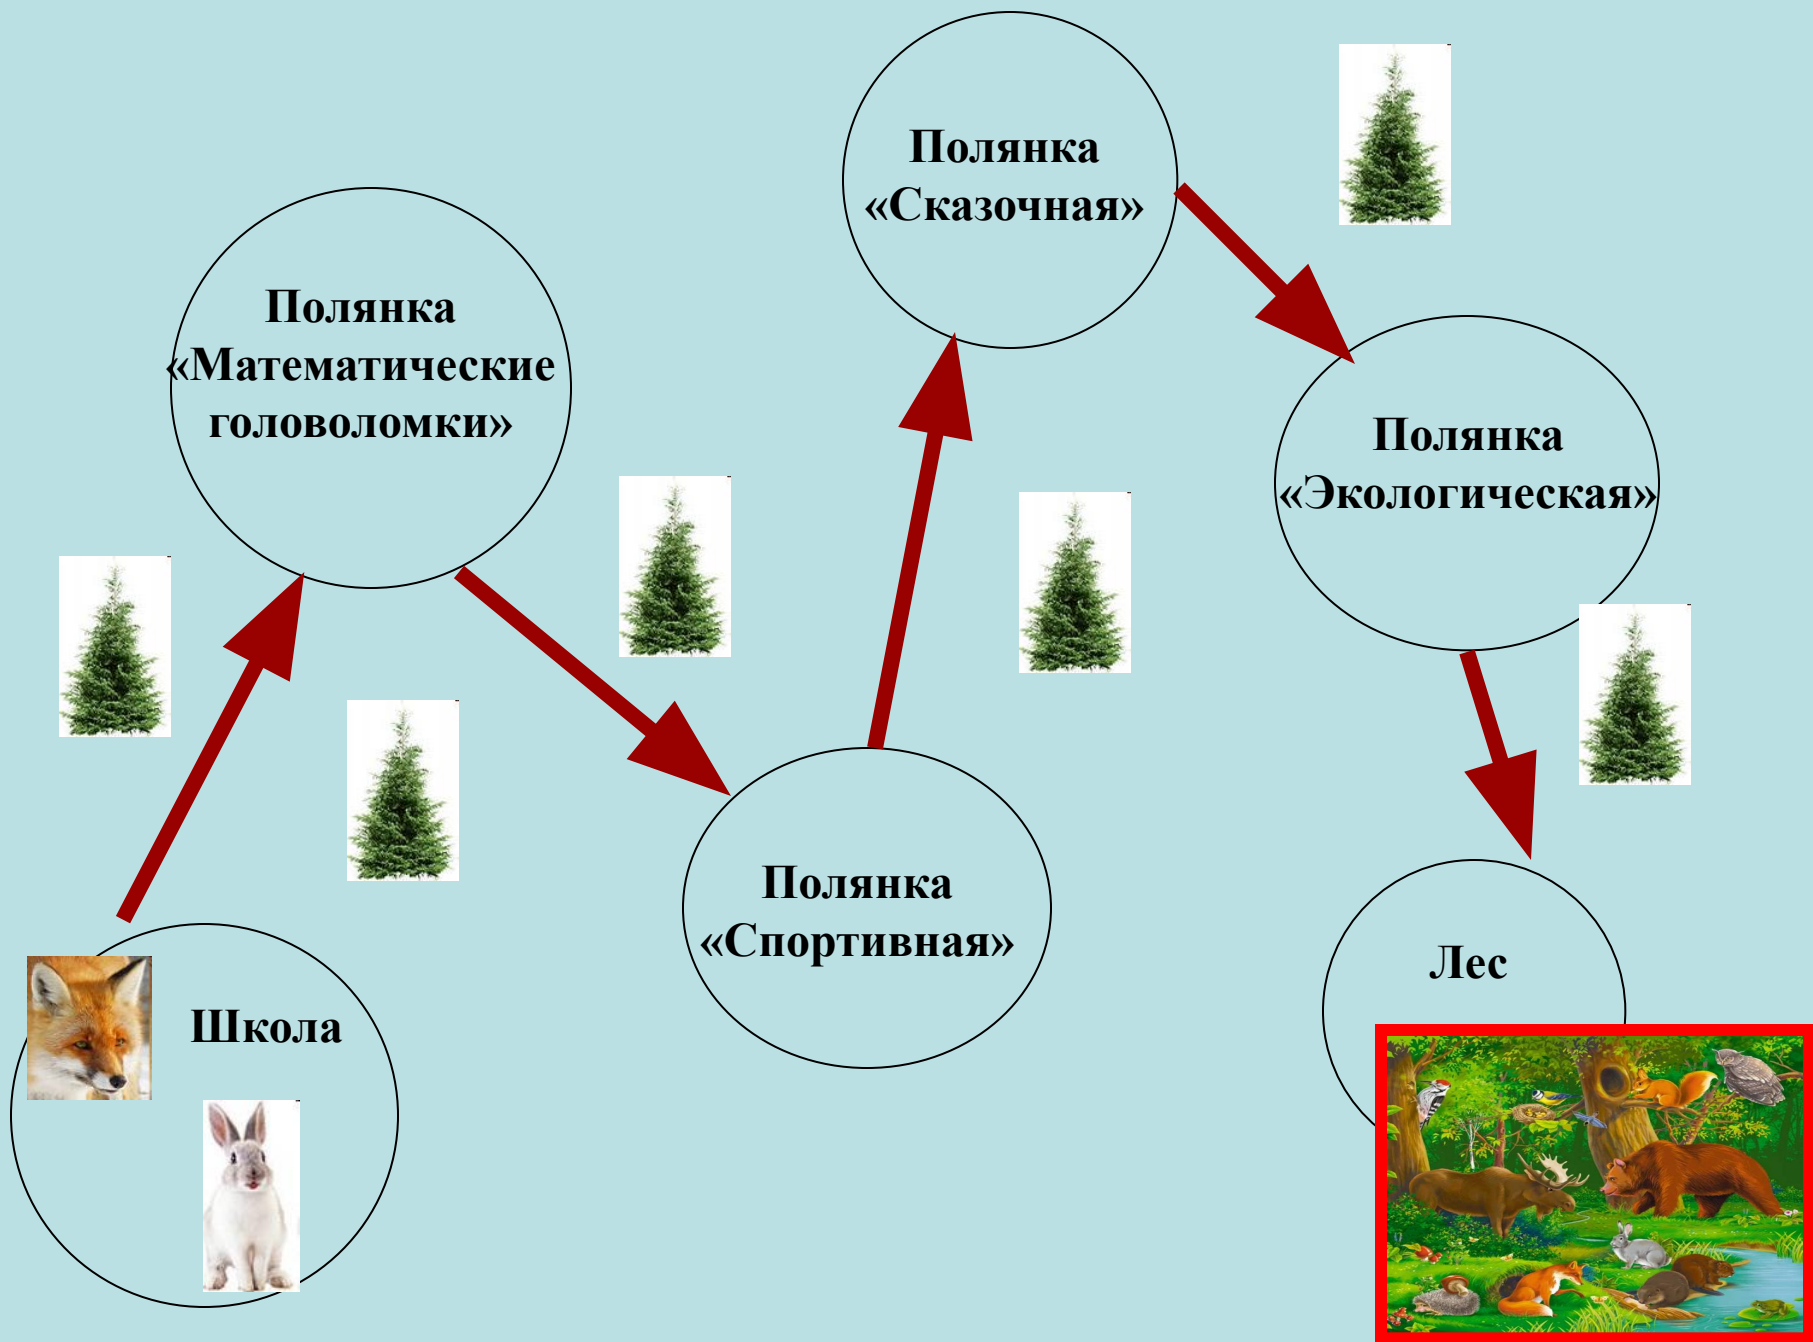 Полянка
«Сказочная»
Полянка
«Математические
головоломки»
Полянка
«Экологическая»
Полянка
«Спортивная»
Лес
Школа